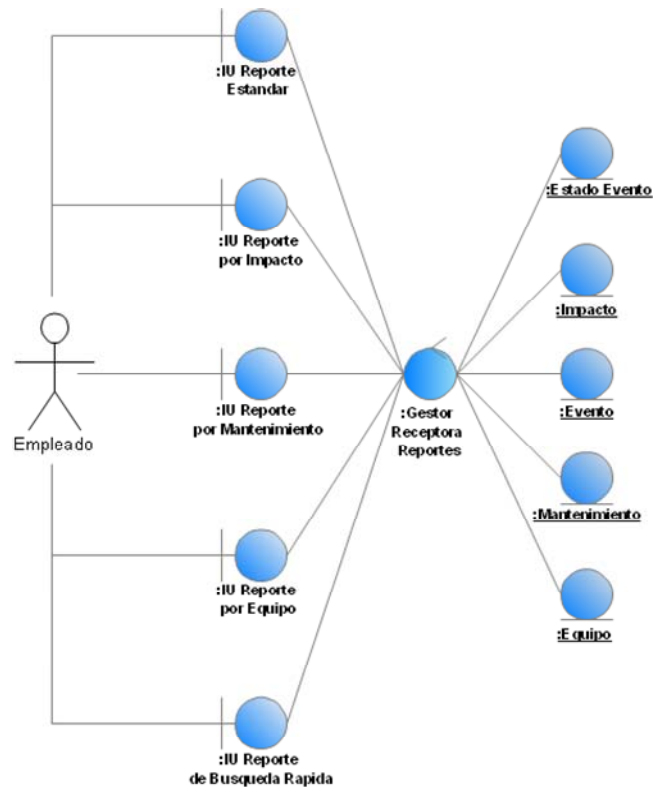 :IU Reporte
Estandar
:IU Reporte
por Impacto
Empleado
:IU Reporte
por Mantenimiento
:IU Reporte
por Equipo
:IU Reporte
de Busqueda Rapida
:Gestor
Receptora
Reportes
:Estado Evento
:Impacto
:Evento
:Mantenimiento
:Equipo